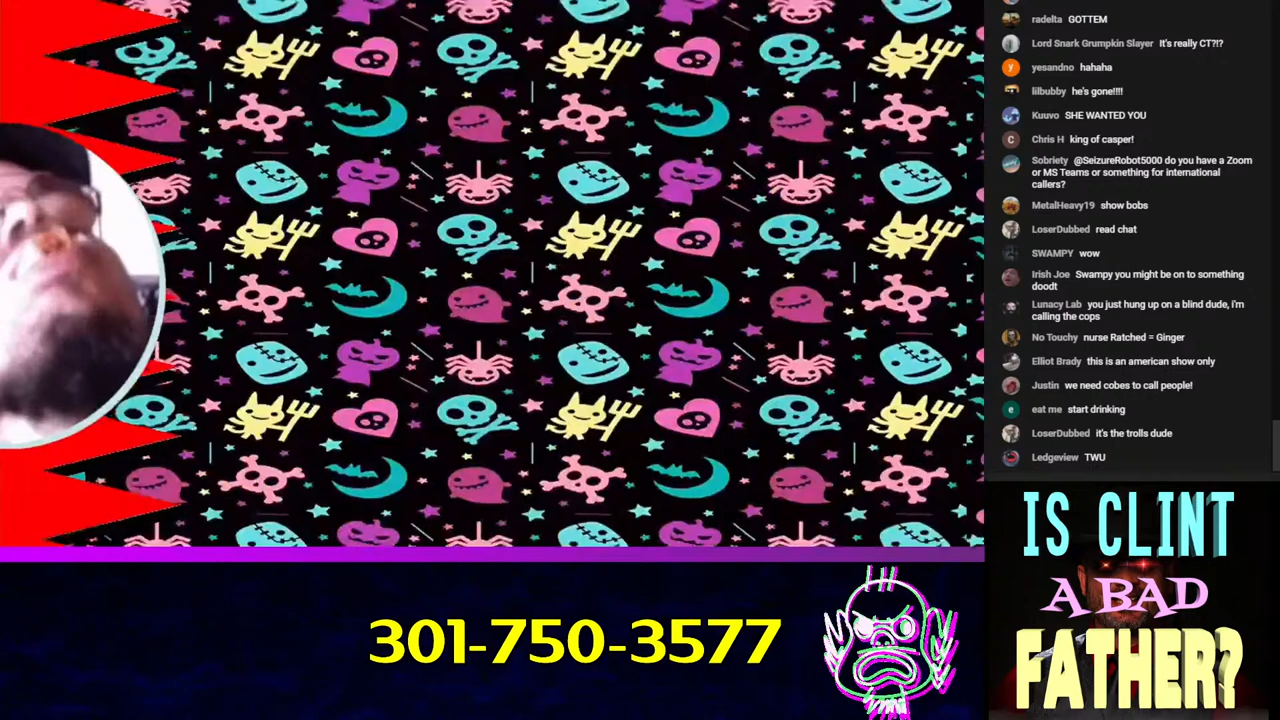 radelta GOTTEM
Lord Snark Grumpkin Slayer It's really CT?!?
y yesandno hahaha
lilbubby he's gone!!!!
Kuuvo SHE WANTED YOU
C Chris H king of casper!
Sobriety @SeizureRobot5000 do you have a Zoom
or MS Teams or something for international
callers?
MetalHeavy19 show bobs
LoserDubbed read chat
SWAMPY wow
Irish Joe Swampy you might be on to something
doodt
Lunacy Lab you just hung up on a blind dude, i'm
calling the cops
No Touchy nurse Ratched = Ginger
Elliot Brady this is an american show only
Justin we need cobes to call people!
e eat me start drinking
LoserDubbed it's the trolls dude
Ledgeview TWU
IS CLINT
A BAD
FATHER?
301-750-3577